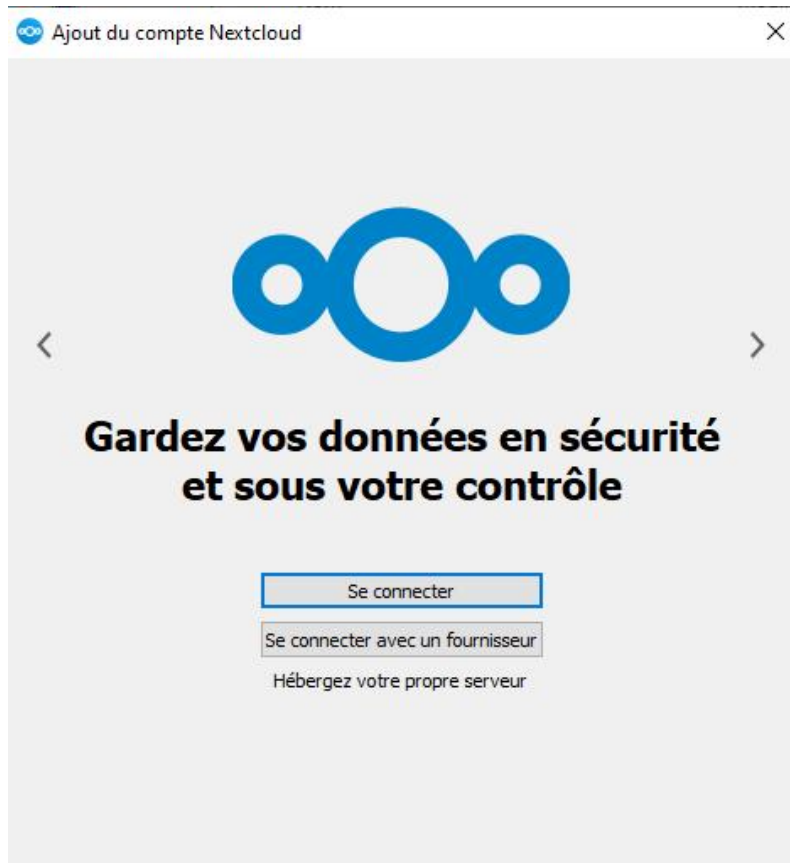 Ajout du compte Nextcloud
Gardez vos données en sécurité
et sous votre contrôle
Se connecter
Se connecter avec un fournisseur
Hébergez votre propre serveur